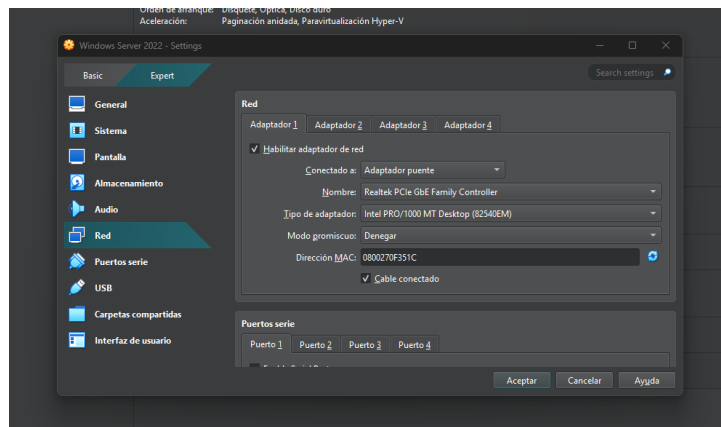 Orden de arranque: Disquete, Óptica, Disco duro
Aceleración: Paginación anidada, Paravirtualización Hyper-V
Windows Server 2022 - Settings
Basic Expert Search settings
General
Sistema
Pantalla
Almacenamiento
Audio
Red
Puertos serie
USB
Carpetas compartidas
Interfaz de usuario
Red
Adaptador 1 Adaptador 2 Adaptador 3 Adaptador 4
Habilitar adaptador de red
Conectado a: Adaptador puente
Nombre: Realtek PCIe GbE Family Controller
Tipo de adaptador: Intel PRO/1000 MT Desktop (82540EM)
Modo promiscuo: Denegar
Dirección MAC: 0800270F351C
Cable conectado
Puertos serie
Puerto 1 Puerto 2 Puerto 3 Puerto 4
Aceptar Cancelar Ayuda